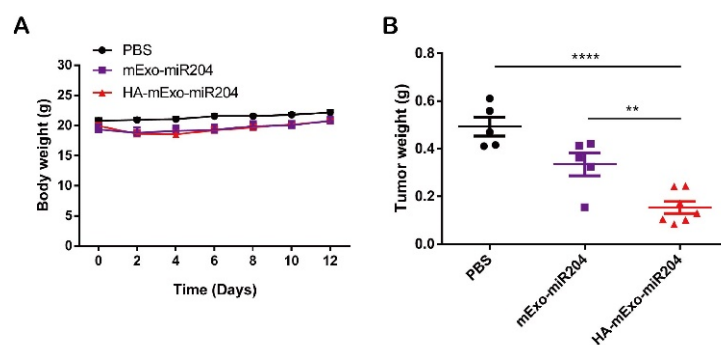 A
PBS
mExo-miR204
HA-mExo-miR204
Body weight (g)
30
25
20
15
10
5
0
0 2 4 6 8 10 12
Time (Days)
B
****
**
Tumor weight (g)
0.8
0.6
0.4
0.2
0.0
PBS
mExo-miR204
HA-mExo-miR204